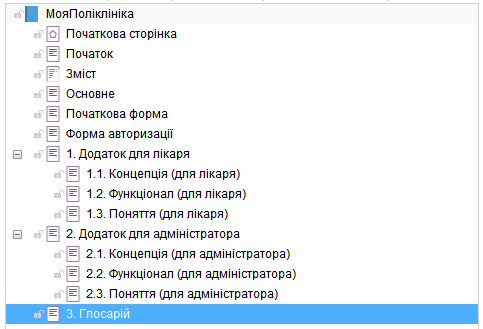 МояПоліклініка
Початкова сторінка
Початок
Зміст
Основне
Початкова форма
Форма авторизації
1. Додаток для лікаря
1.1. Концепція (для лікаря)
1.2. Функціонал (для лікаря)
1.3. Поняття (для лікаря)
2. Додаток для адміністратора
2.1. Концепція (для адміністратора)
2.2. Функціонал (для адміністратора)
2.3. Поняття (для адміністратора)
3. Глосарій